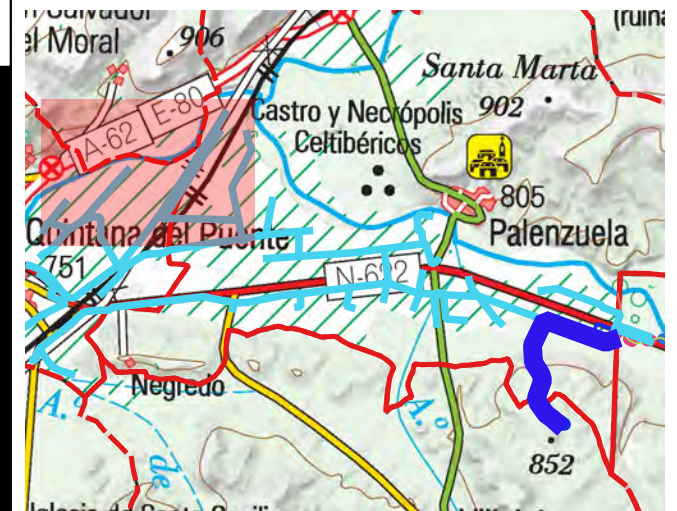 (ruina
el Moral
906
Santa Marta
902
A-62
E-80
Castro y Necrópolis
Celtibéricos
805
Quintana del Puente
Palenzuela
751
N-622
Negredo
A.º
A.º
de
852